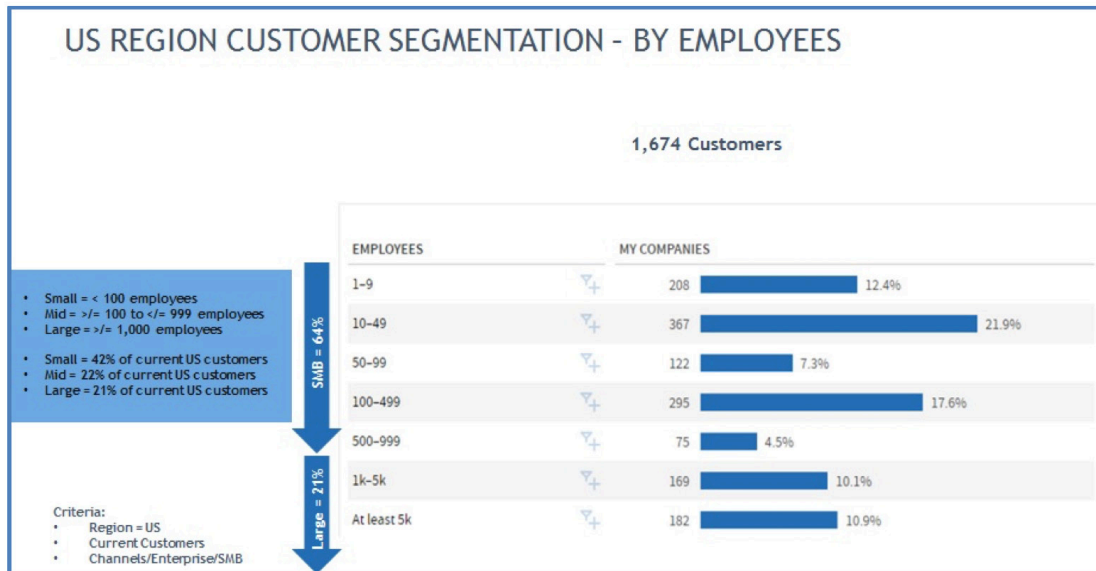 US REGION CUSTOMER SEGMENTATION - BY EMPLOYEES
1,674 Customers
• Small = < 100 employees
• Mid = >/= 100 to </= 999 employees
• Large = >/= 1,000 employees
• Small = 42% of current US customers
• Mid = 22% of current US customers
• Large = 21% of current US customers
SMB = 64%
Large = 21%
EMPLOYEES MY COMPANIES
1–9 208 12.4%
10–49 367 21.9%
50–99 122 7.3%
100–499 295 17.6%
500–999 75 4.5%
1k–5k 169 10.1%
At least 5k 182 10.9%
Criteria:
• Region = US
• Current Customers
• Channels/Enterprise/SMB